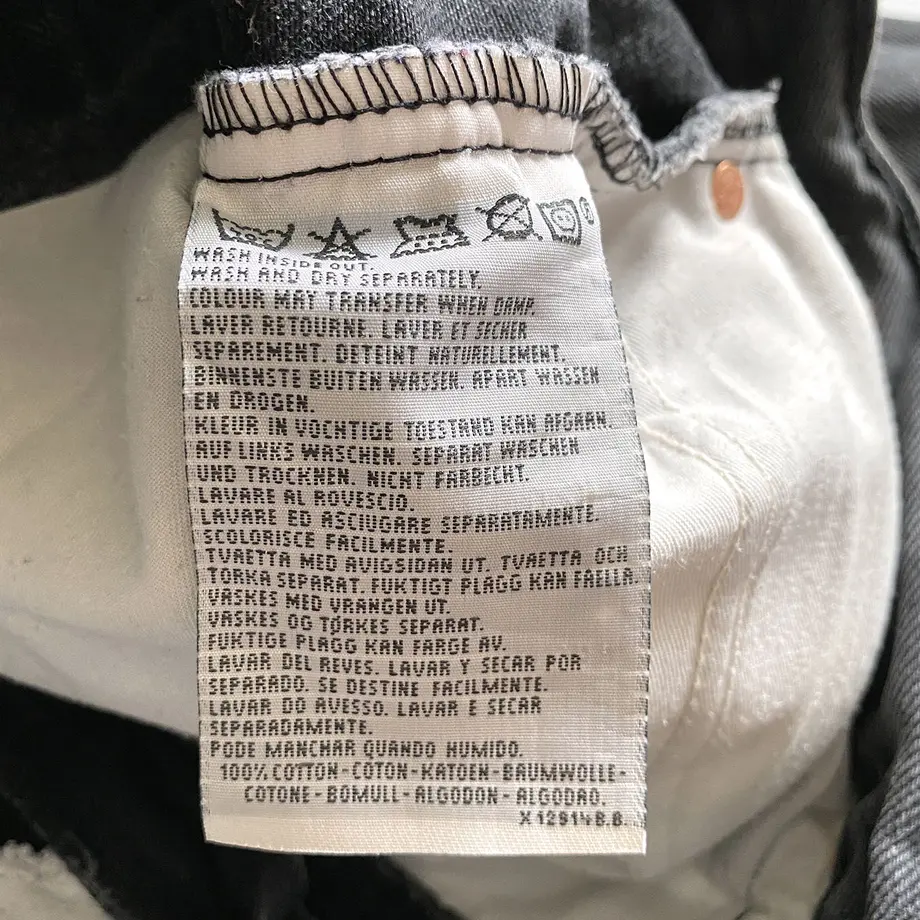 WASH INSIDE OUT.
WASH AND DRY SEPARATELY.
COLOUR MAY TRANSFER WHEN DAMP.
LAVER RETOURNE. LAVER ET SECHER
SEPAREMENT. DETEINT NATURELLEMENT.
BINNENSTE BUITEN WASSEN. APART WASSEN
EN DROGEN.
KLEUR IN VOCHTIGE TOESTAND KAN AFGAAN.
AUF LINKS WASCHEN. SEPARAT WASCHEN
UND TROCKNEN. NICHT FARBECHT.
LAVARE AL ROVESCIO.
LAVARE ED ASCIUGARE SEPARATAMENTE.
SCOLORISCE FACILMENTE.
TVAETTA MED AVIGSIDAN UT. TVAETTA OCH
TORKA SEPARAT. FUKTIGT PLAGG KAN FAELLA.
VASKES MED VRANGEN UT.
VASKES OG TØRKES SEPARAT.
FUKTIGE PLAGG KAN FARGE AV.
LAVAR DEL REVES. LAVAR Y SECAR POR
SEPARADO. SE DESTINE FACILMENTE.
LAVAR DO AVESSO. LAVAR E SECAR
SEPARADAMENTE.
PODE MANCHAR QUANDO HUMIDO.
100% COTTON-COTON-KATOEN-BAUMWOLLE-
COTONE-BOMULL-ALGODON-ALGODAO.